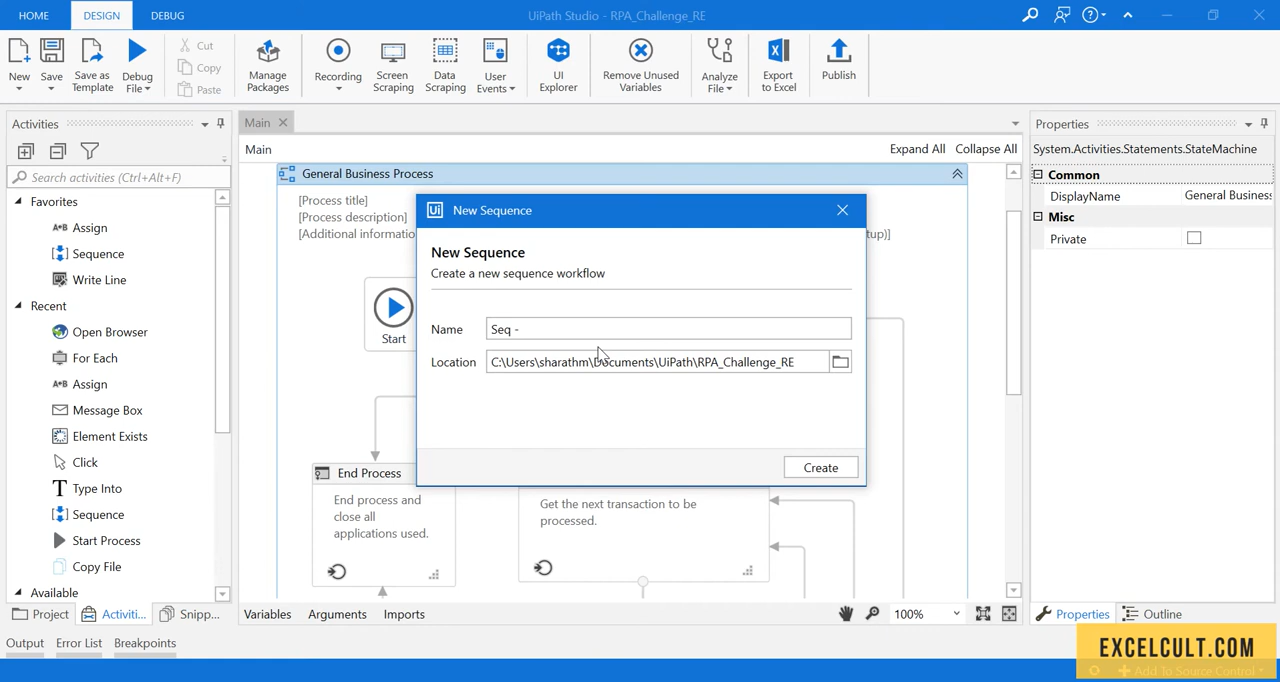 HOME DESIGN DEBUG UiPath Studio - RPA_Challenge_RE
New Save Save as Template Debug File Cut Copy Paste Manage Packages Recording Screen Scraping Data Scraping User Events UI Explorer Remove Unused Variables Analyze File Export to Excel Publish
Activities
Search activities (Ctrl+Alt+F)
Favorites
Assign
Sequence
Write Line
Recent
Open Browser
For Each
Assign
Message Box
Element Exists
Click
Type Into
Sequence
Start Process
Copy File
Available
Project Activiti... Snipp...
Output Error List Breakpoints
Main
Main Expand All Collapse All
General Business Process
[Process title]
[Process description]
[Additional informatio
tup)]
Start
End Process
End process and
close all
applications used.
Get the next transaction to be
processed.
Ui New Sequence
New Sequence
Create a new sequence workflow
Name Seq -
Location C:\Users\sharathm\Documents\UiPath\RPA_Challenge_RE
Create
Variables Arguments Imports 100%
Properties
System.Activities.Statements.StateMachine
Common
DisplayName General Business
Misc
Private
Properties Outline
EXCELCULT.COM
0 Add To Source Control